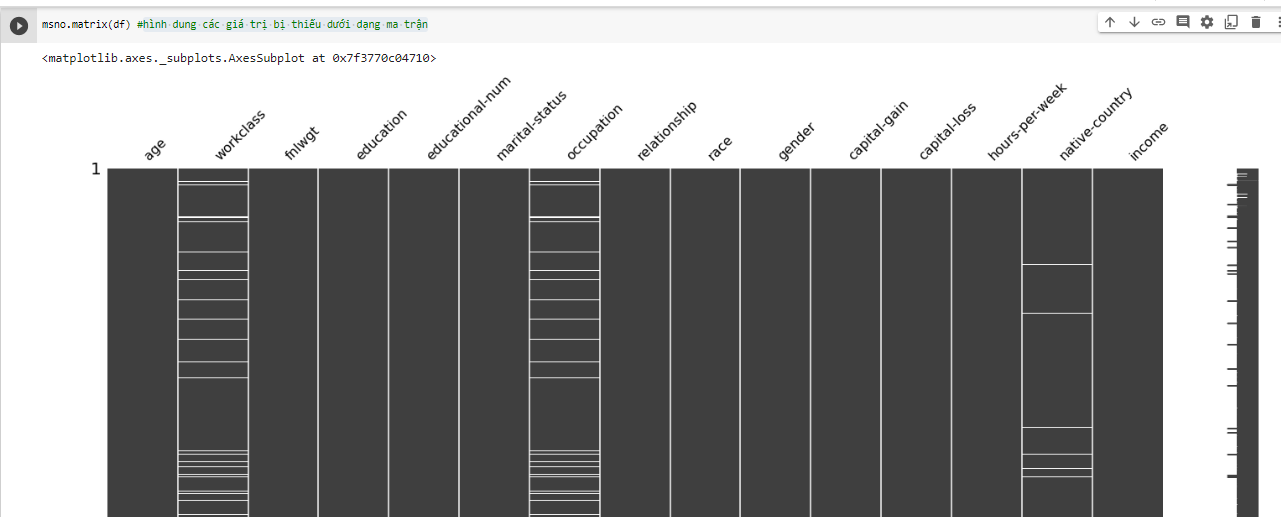 msno.matrix(df) #hình dung các giá trị bị thiếu dưới dạng ma trận
<matplotlib.axes._subplots.AxesSubplot at 0x7f3770c04710>
age
workclass
fnlwgt
education
educational-num
marital-status
occupation
relationship
race
gender
capital-gain
capital-loss
hours-per-week
native-country
income
1